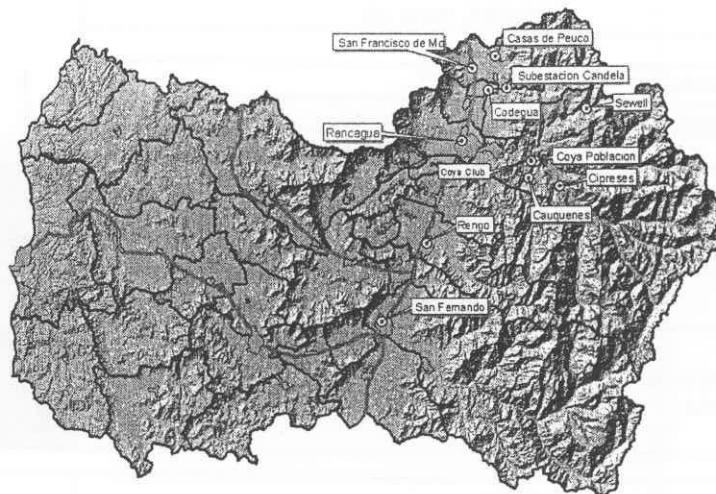 Casas de Peuco
San Francisco de Mo
Subestacion Candela
Sewell
Codegua
Rancagua
Coya Poblacion
Coya Club
Cipreses
Cauquenes
Rengo
San Fernando